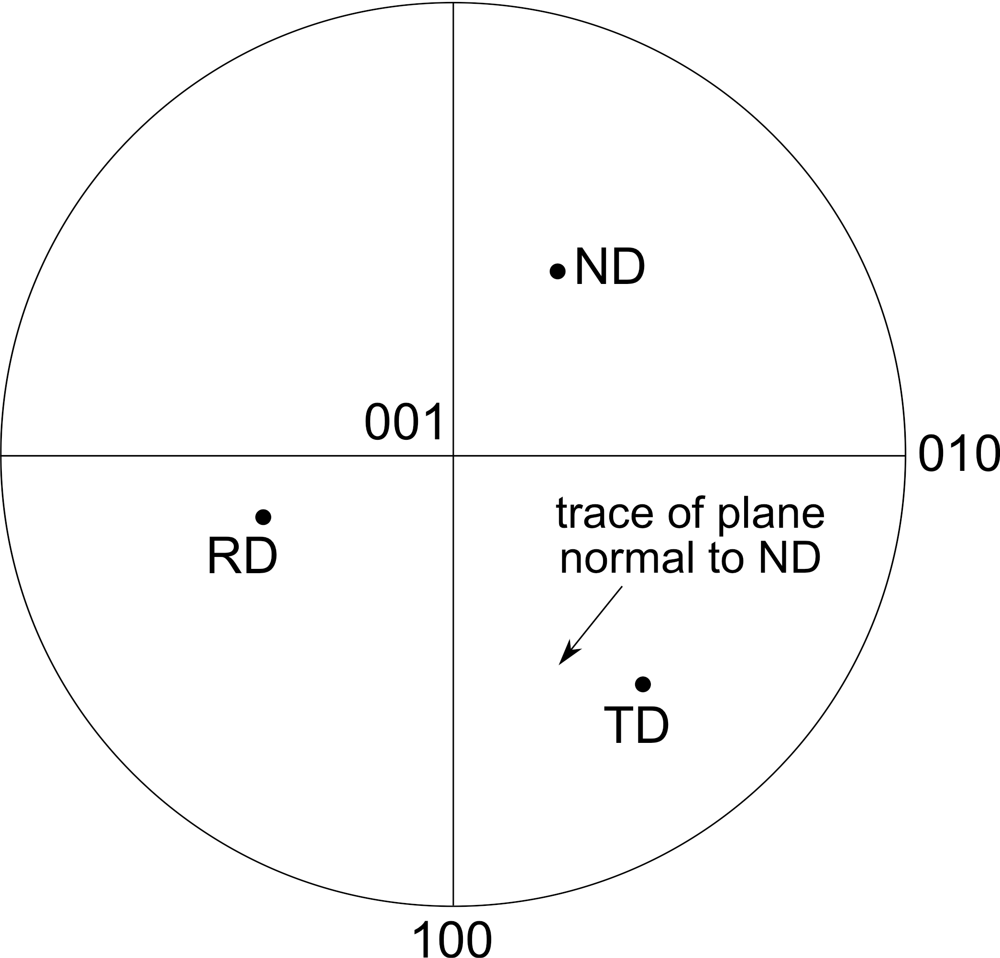 ND
001
010
trace of plane
normal to ND
RD
TD
100